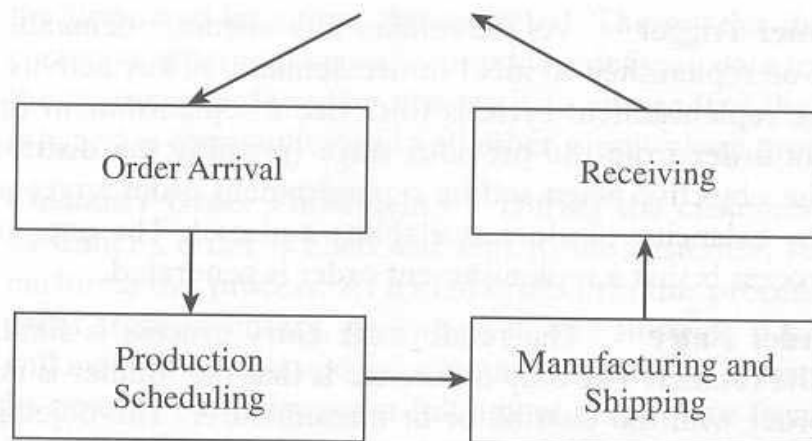 Order Arrival
Receiving
Production
Scheduling
Manufacturing and
Shipping